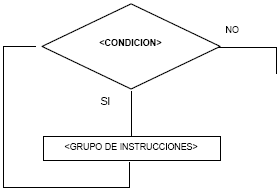 NO
<CONDICION>
SI
<GRUPO DE INSTRUCCIONES>